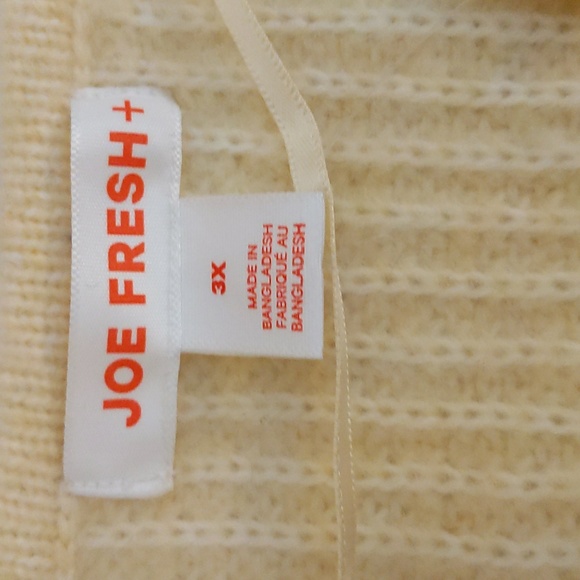 JOE FRESH+
3X
MADE IN
BANGLADESH
FABRIQUÉ AU
BANGLADESH